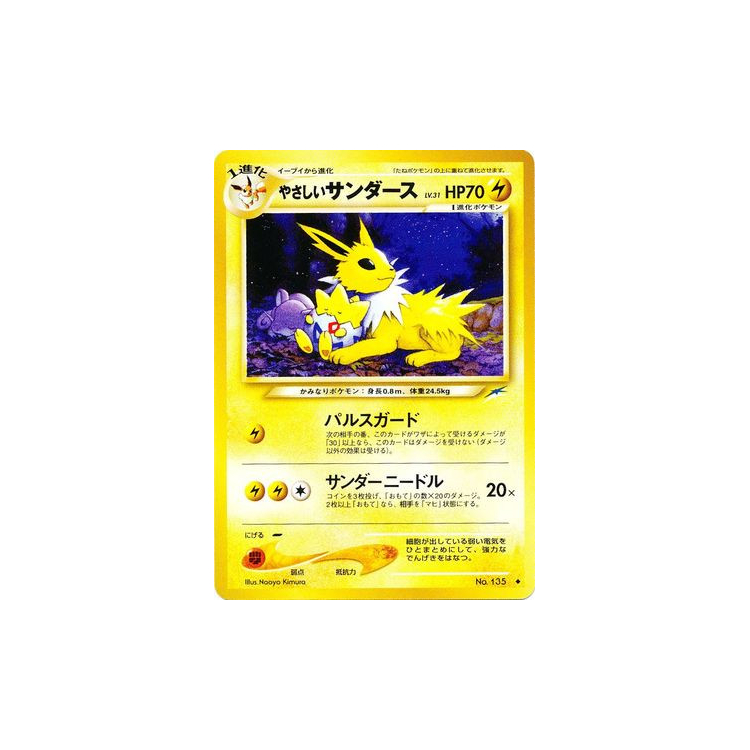 1進化
イーブイから進化
「たねポケモン」の上に重ねて進化させます。
やさしいサンダース LV.31 HP70
1進化ポケモン
かみなりポケモン：身長0.8m、体重24.5kg
パルスガード
次の相手の番、このカードがワザによって受けるダメージが
「30」以上なら、このカードはダメージを受けない（ダメージ
以外の効果は受ける）。
サンダーニードル 20×
コインを3枚投げ、「おもて」の数×20のダメージ。
2枚以上「おもて」なら、相手を「マヒ」状態にする。
にげる
弱点 抵抗力
細胞が出している弱い電気を
ひとまとめにして、強力な
でんげきをはなつ。
Illus. Naoyo Kimura
No. 135